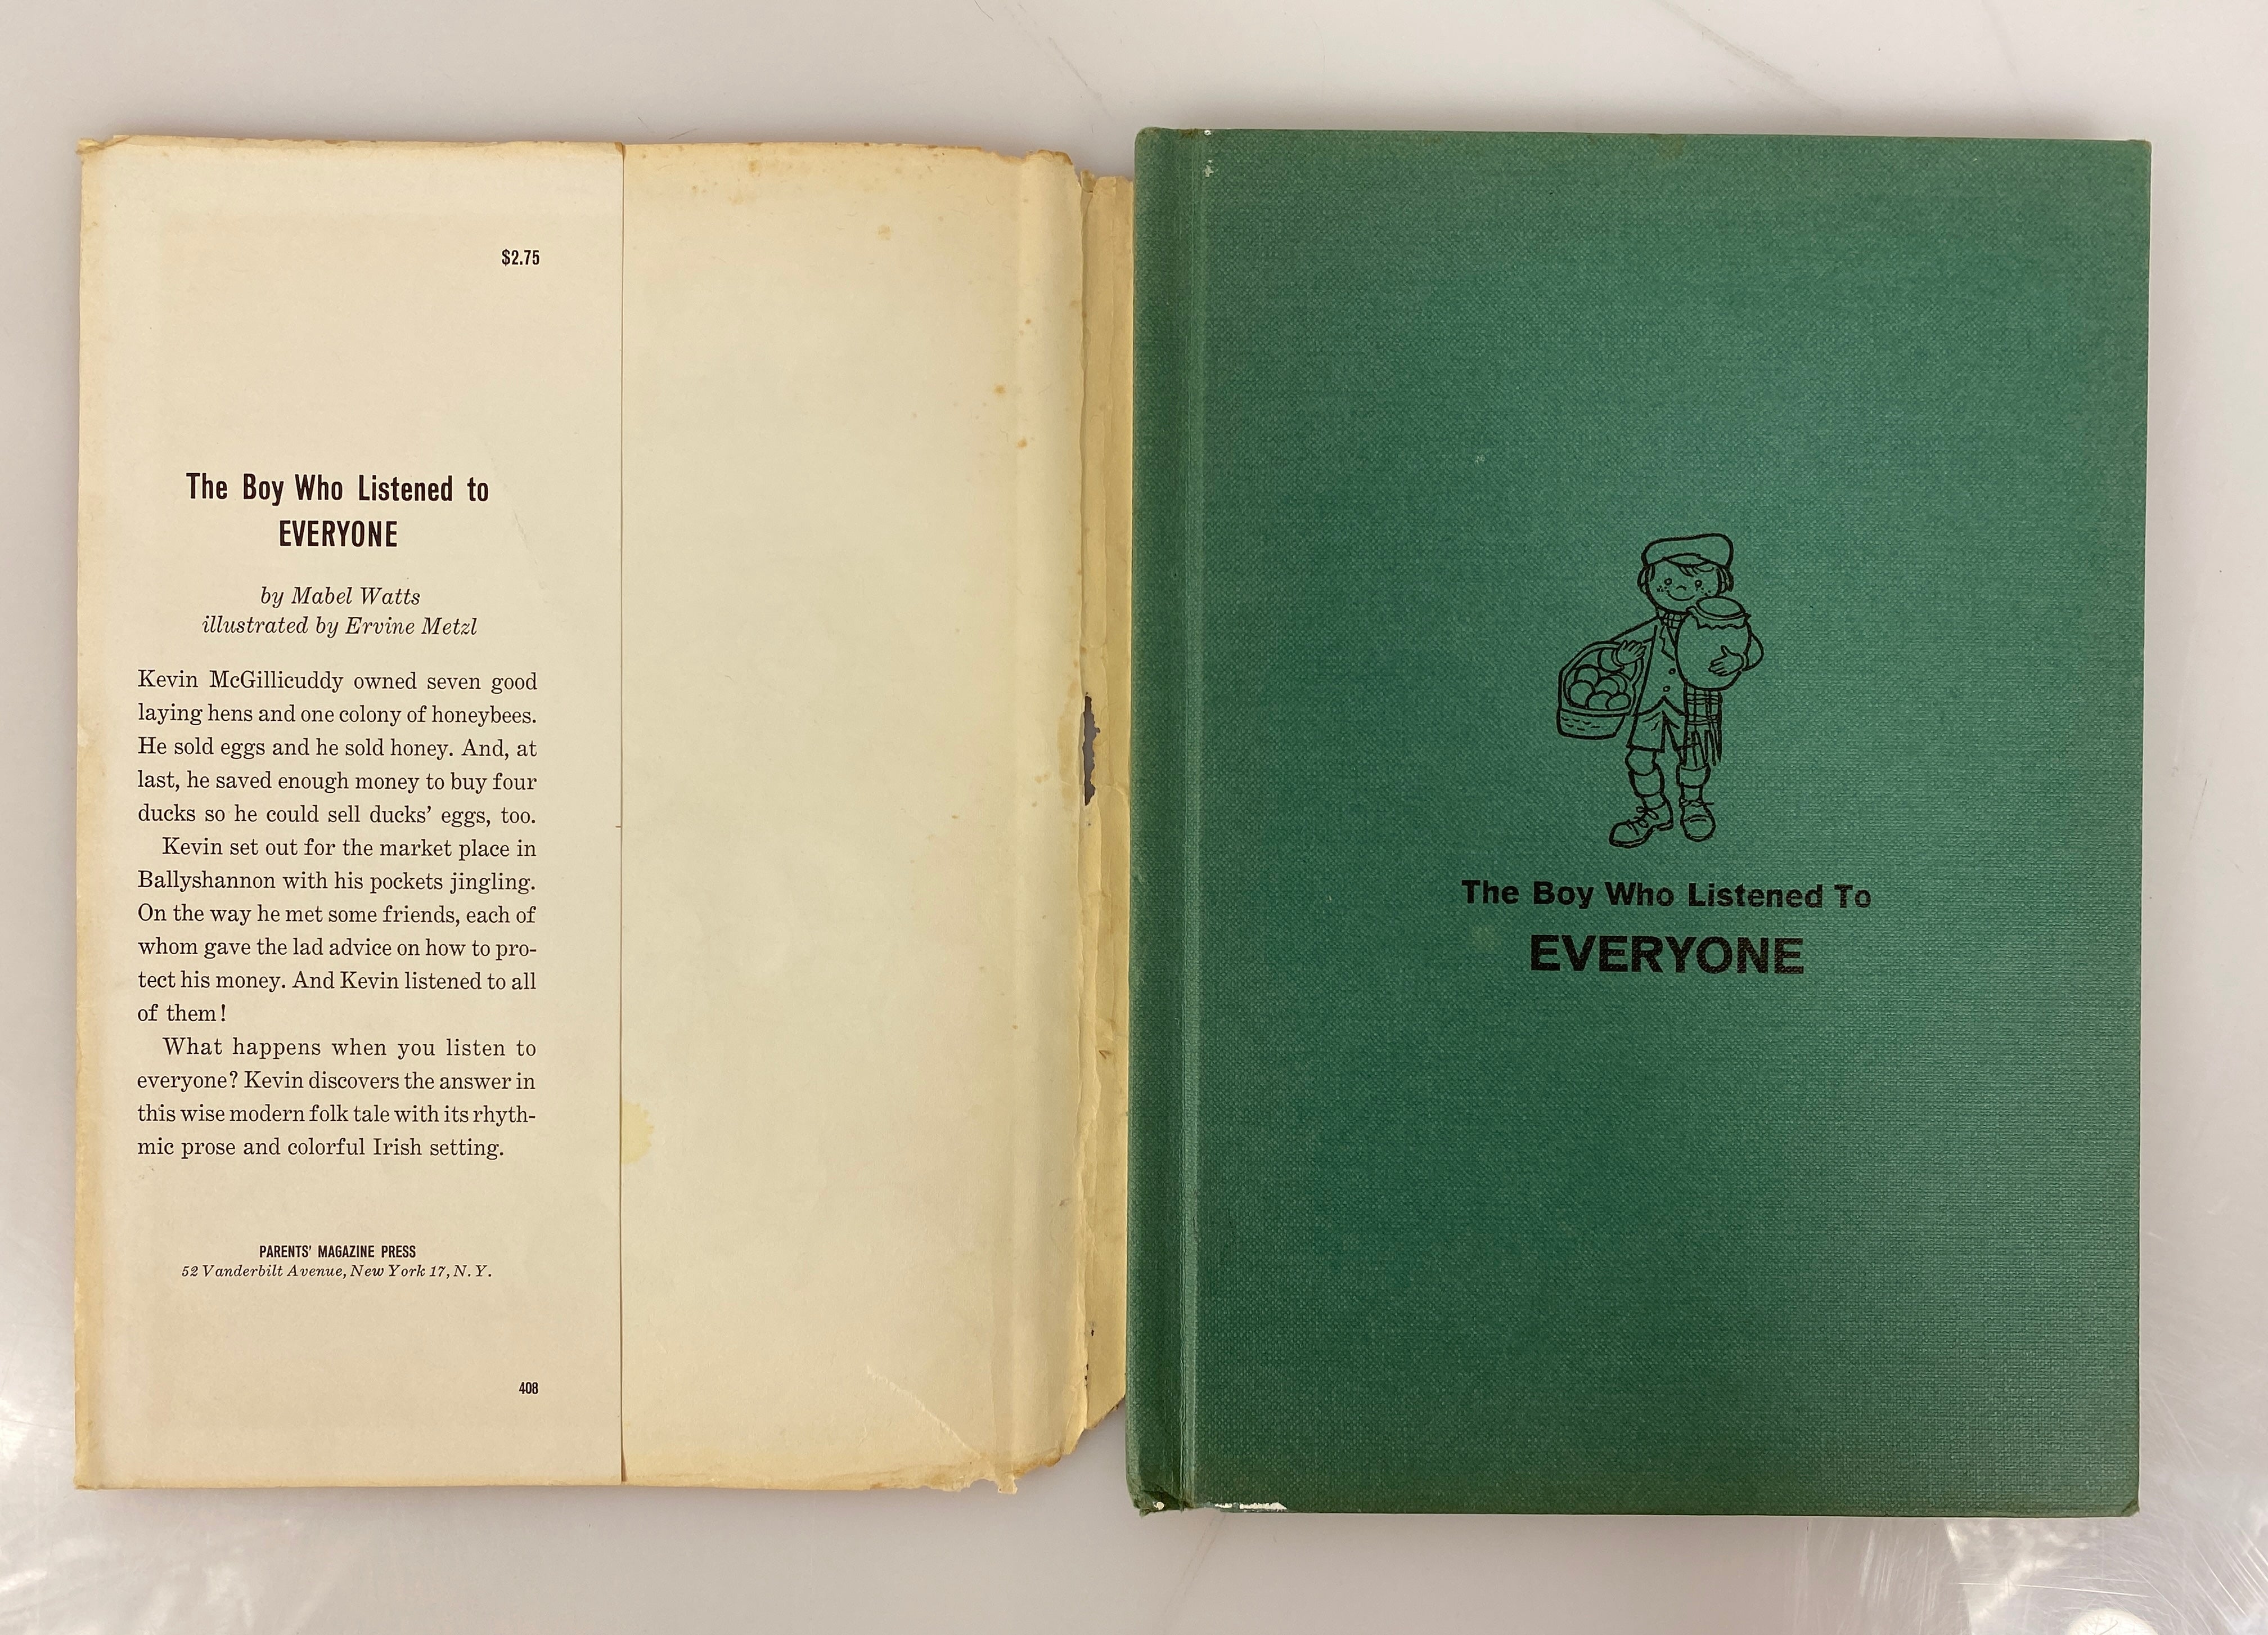 $2.75
The Boy Who Listened to
EVERYONE
by Mabel Watts
illustrated by Ervine Metzl
Kevin McGillicuddy owned seven good
laying hens and one colony of honeybees.
He sold eggs and he sold honey. And, at
last, he saved enough money to buy four
ducks so he could sell ducks’ eggs, too.
Kevin set out for the market place in
Ballyshannon with his pockets jingling.
On the way he met some friends, each of
whom gave the lad advice on how to pro-
tect his money. And Kevin listened to all
of them!
What happens when you listen to
everyone? Kevin discovers the answer in
this wise modern folk tale with its rhyth-
mic prose and colorful Irish setting.
PARENTS’ MAGAZINE PRESS
52 Vanderbilt Avenue, New York 17, N. Y.
408
The Boy Who Listened To
EVERYONE